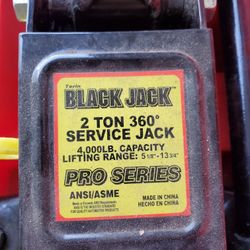 Torin
BLACK JACK™
2 TON 360°
SERVICE JACK
4,000LB. CAPACITY
LIFTING RANGE: 5 1/8" - 13 3/4"
PRO SERIES
ANSI/ASME
MADE IN CHINA
HECHO EN CHINA